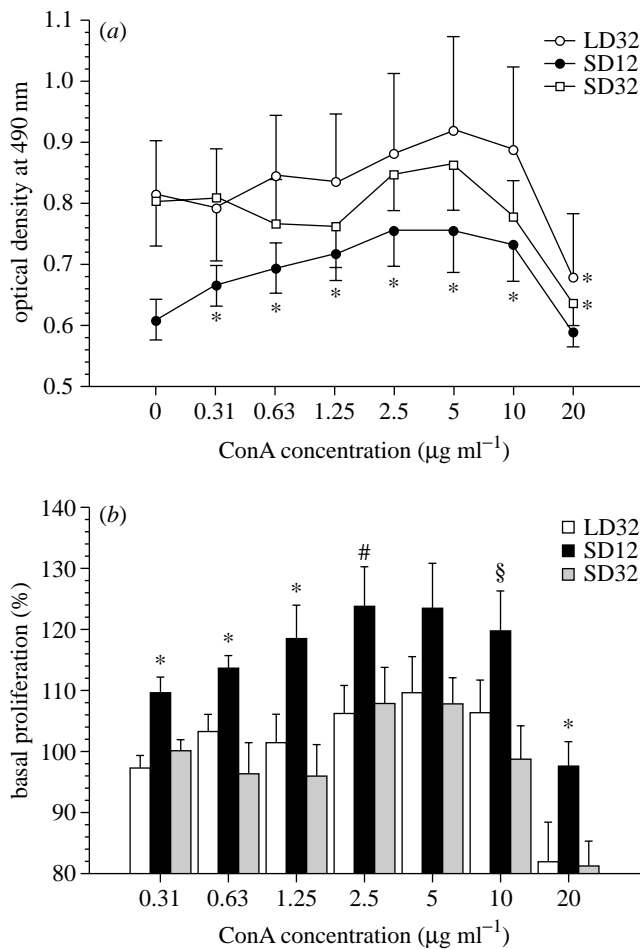 (a)
LD32
SD12
SD32
1.1
1.0
0.9
0.8
0.7
0.6
0.5
optical density at 490 nm
* * * * * * * *
0 0.31 0.63 1.25 2.5 5 10 20
ConA concentration (μg ml⁻¹)
(b)
LD32
SD12
SD32
140
130
120
110
100
90
80
basal proliferation (%)
* * * # § *
0.31 0.63 1.25 2.5 5 10 20
ConA concentration (μg ml⁻¹)